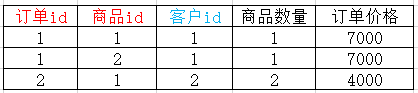 订单id 商品id 客户id 商品数量 订单价格
1 1 1 1 7000
1 2 1 1 7000
2 1 2 2 4000